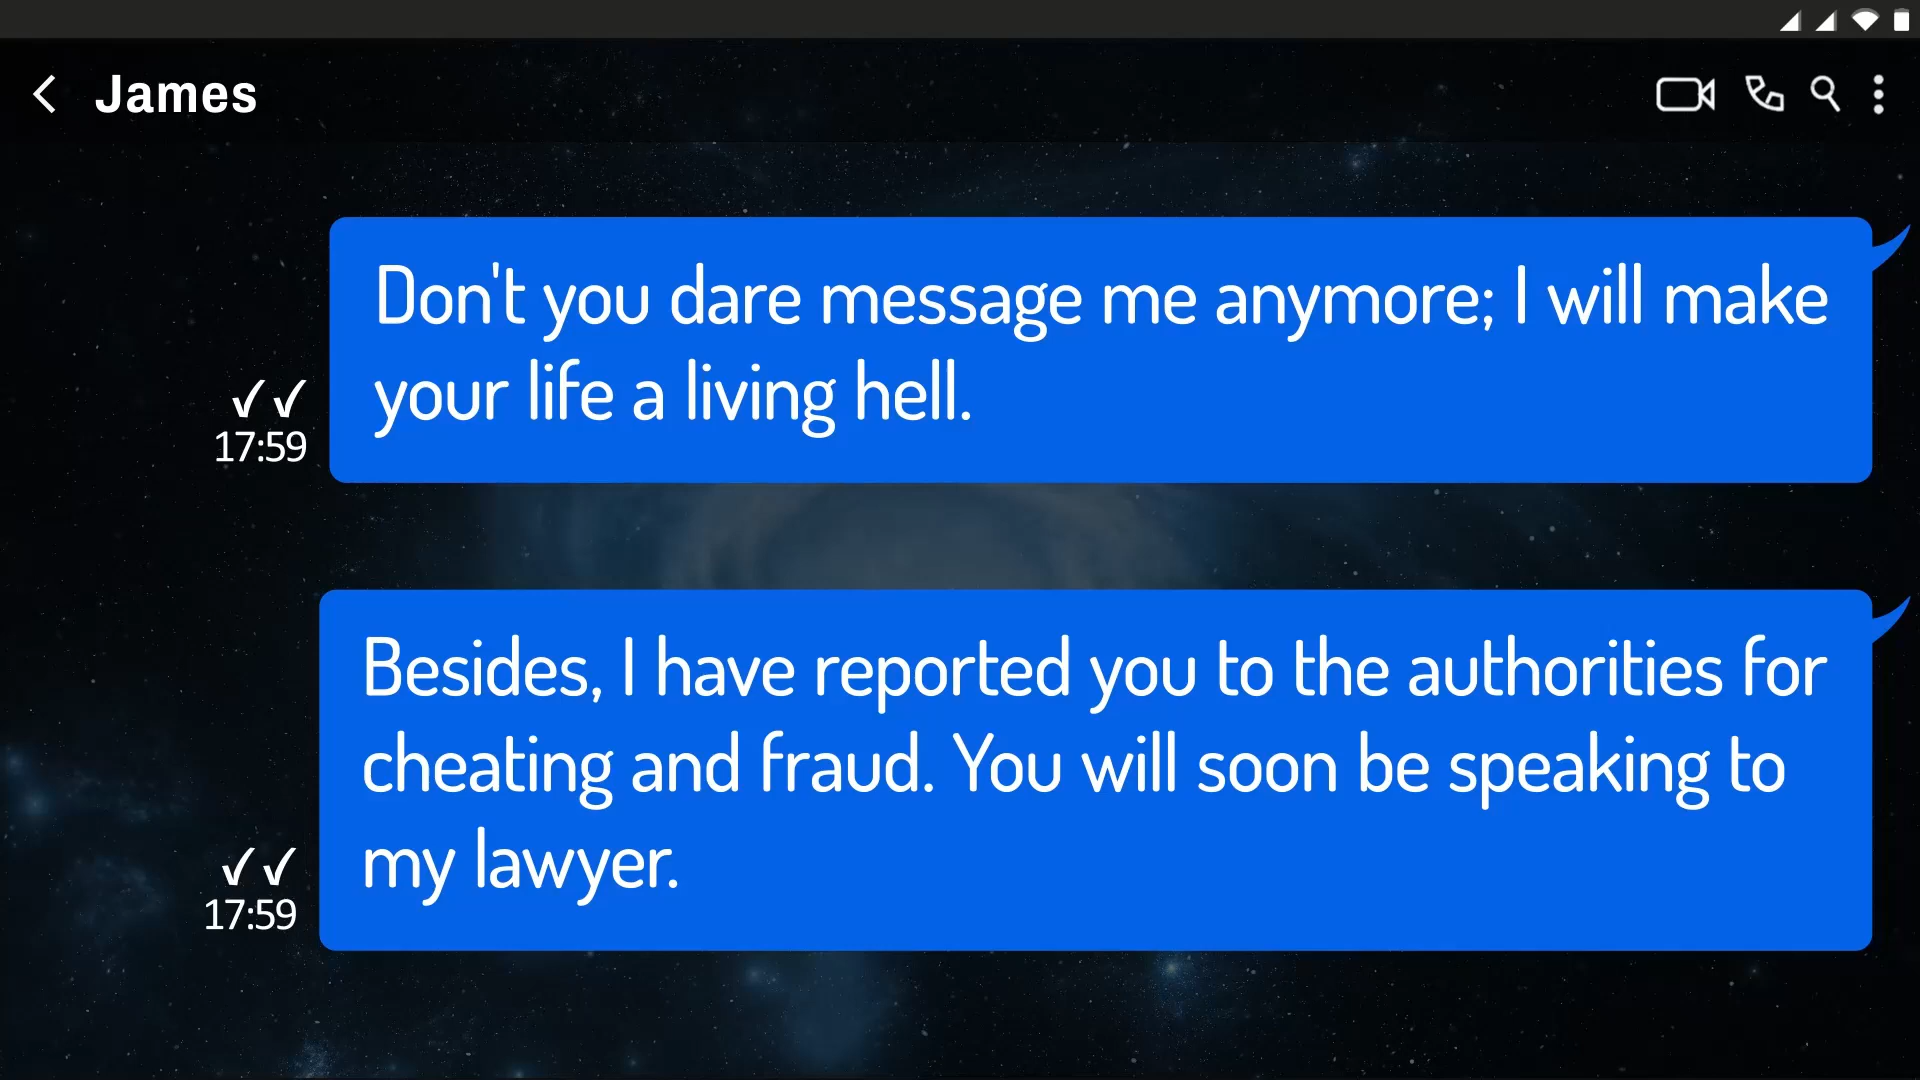 James
Don't you dare message me anymore; I will make
your life a living hell.
17:59
Besides, I have reported you to the authorities for
cheating and fraud. You will soon be speaking to
my lawyer.
17:59